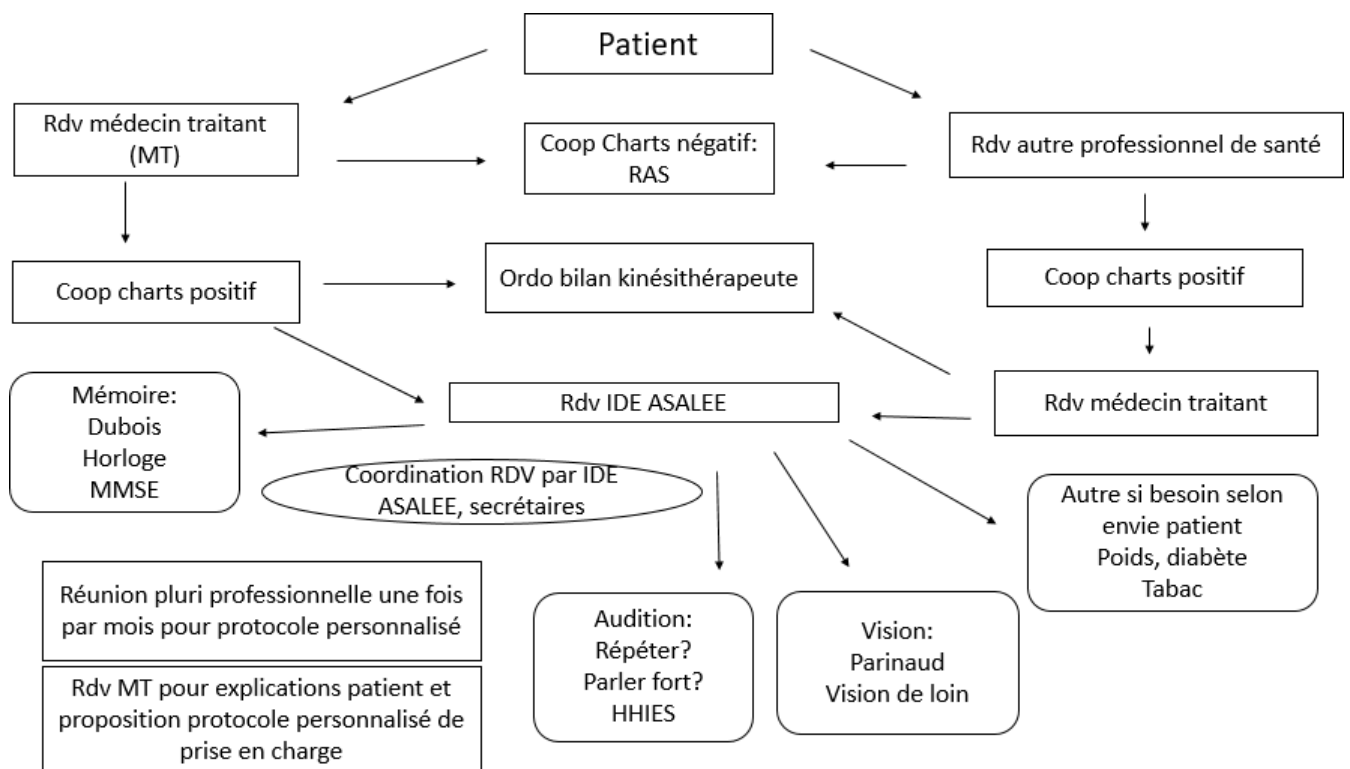 Patient
Rdv médecin traitant
(MT)
Coop Charts négatif:
RAS
Rdv autre professionnel de santé
Coop charts positif
Ordo bilan kinésithérapeute
Coop charts positif
Mémoire:
Dubois
Horloge
MMSE
Rdv IDE ASALEE
Rdv médecin traitant
Coordination RDV par IDE
ASALEE, secrétaires
Autre si besoin selon
envie patient
Poids, diabète
Tabac
Réunion pluri professionnelle une fois
par mois pour protocole personnalisé
Audition:
Répéter?
Parler fort?
HHIES
Vision:
Parinaud
Vision de loin
Rdv MT pour explications patient et
proposition protocole personnalisé de
prise en charge